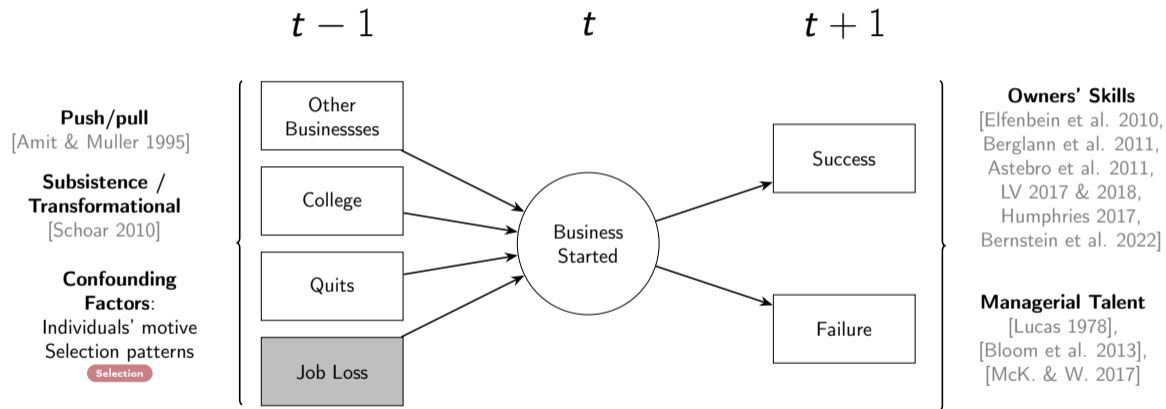 t − 1
t
t + 1
Push/pull
[Amit & Muller 1995]
Subsistence /
Transformational
[Schoar 2010]
Confounding
Factors:
Individuals' motive
Selection patterns
Selection
Other
Businessses
College
Quits
Job Loss
Business
Started
Success
Failure
Owners' Skills
[Elfenbein et al. 2010,
Berglann et al. 2011,
Astebro et al. 2011,
LV 2017 & 2018,
Humphries 2017,
Bernstein et al. 2022]
Managerial Talent
[Lucas 1978],
[Bloom et al. 2013],
[McK. & W. 2017]